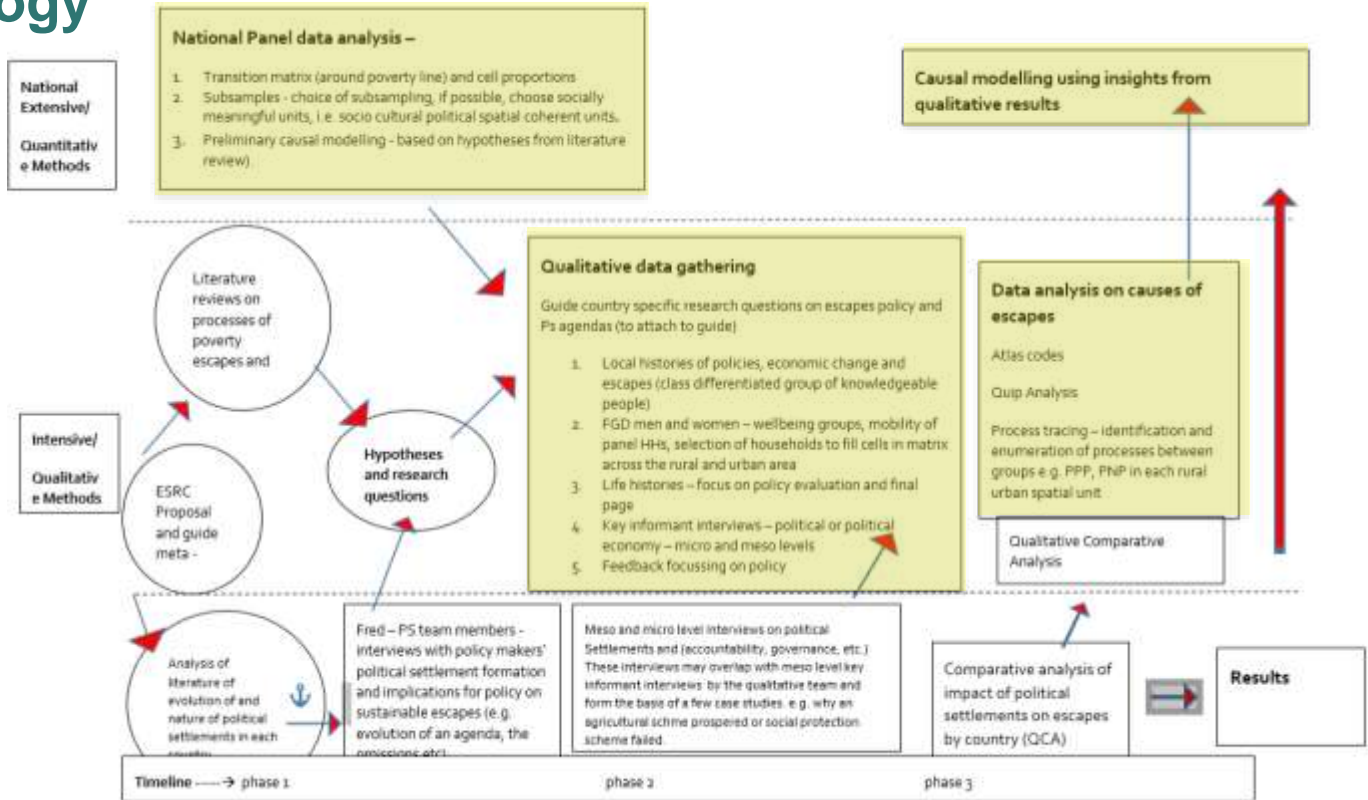 ogy
National Panel data analysis –
1. Transition matrix (around poverty line) and cell proportions
2. Subsamples - choice of subsampling, if possible, choose socially
meaningful units, i.e. socio cultural political spatial coherent units.
3. Preliminary causal modelling - based on hypotheses from literature
review)
National
Extensive/
Quantitativ
e Methods
Causal modelling using insights from
qualitative results
Literature
reviews on
processes of
poverty
escapes and
Qualitative data gathering
Guide country specific research questions on escapes policy and
Ps agendas (to attach to guide)
1. Local histories of policies, economic change and
escapes (class differentiated group of knowledgeable
people)
2. FGD men and women – wellbeing groups, mobility of
panel HHs, selection of households to fill cells in matrix
across the rural and urban area
3. Life histories – focus on policy evaluation and final
page
4. Key informant interviews – political or political
economy – micro and meso levels
5. Feedback focussing on policy
Data analysis on causes of
escapes
Atlas codes
Quip Analysis
Process tracing – identification and
enumeration of processes between
groups e.g. PPP, PNP in each rural
urban spatial unit
Qualitative Comparative
Analysis
Intensive/
Qualitativ
e Methods
Hypotheses
and research
questions
ESRC
Proposal
and guide
meta -
Analysis of
literature of
evolution of and
nature of political
settlements in each
country
Fred – PS team members -
interviews with policy makers'
political settlement formation
and implications for policy on
sustainable escapes (e.g.
evolution of an agenda, the
omissions etc)
Meso and micro level interviews on political
Settlements and (accountability, governance, etc.)
These interviews may overlap with meso level key
informant interviews by the qualitative team and
form the basis of a few case studies. e.g. why an
agricultural schme prospered or social protection
scheme failed.
Comparative analysis of
impact of political
settlements on escapes
by country (QCA)
Results
Timeline -----→ phase 1 phase 2 phase 3